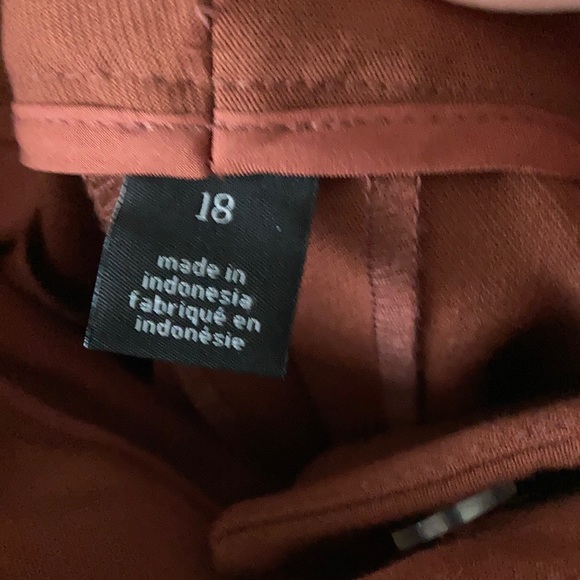 18
made in
indonesia
fabriqué en
indonésie